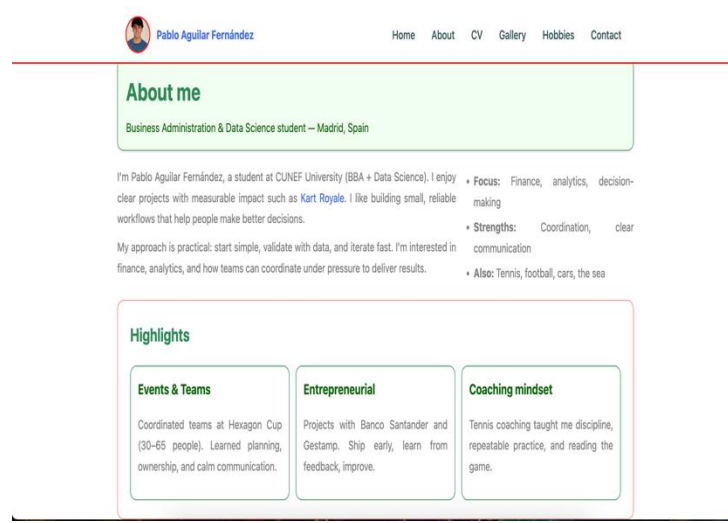 Pablo Aguilar Fernández
Home About CV Gallery Hobbies Contact
About me
Business Administration & Data Science student — Madrid, Spain
I'm Pablo Aguilar Fernández, a student at CUNEF University (BBA + Data Science). I enjoy
clear projects with measurable impact such as Kart Royale. I like building small, reliable
workflows that help people make better decisions.
My approach is practical: start simple, validate with data, and iterate fast. I'm interested in
finance, analytics, and how teams can coordinate under pressure to deliver results.
• Focus: Finance, analytics, decision-
making
• Strengths: Coordination, clear
communication
• Also: Tennis, football, cars, the sea
Highlights
Events & Teams
Coordinated teams at Hexagon Cup
(30–65 people). Learned planning,
ownership, and calm communication.
Entrepreneurial
Projects with Banco Santander and
Gestamp. Ship early, learn from
feedback, improve.
Coaching mindset
Tennis coaching taught me discipline,
repeatable practice, and reading the
game.